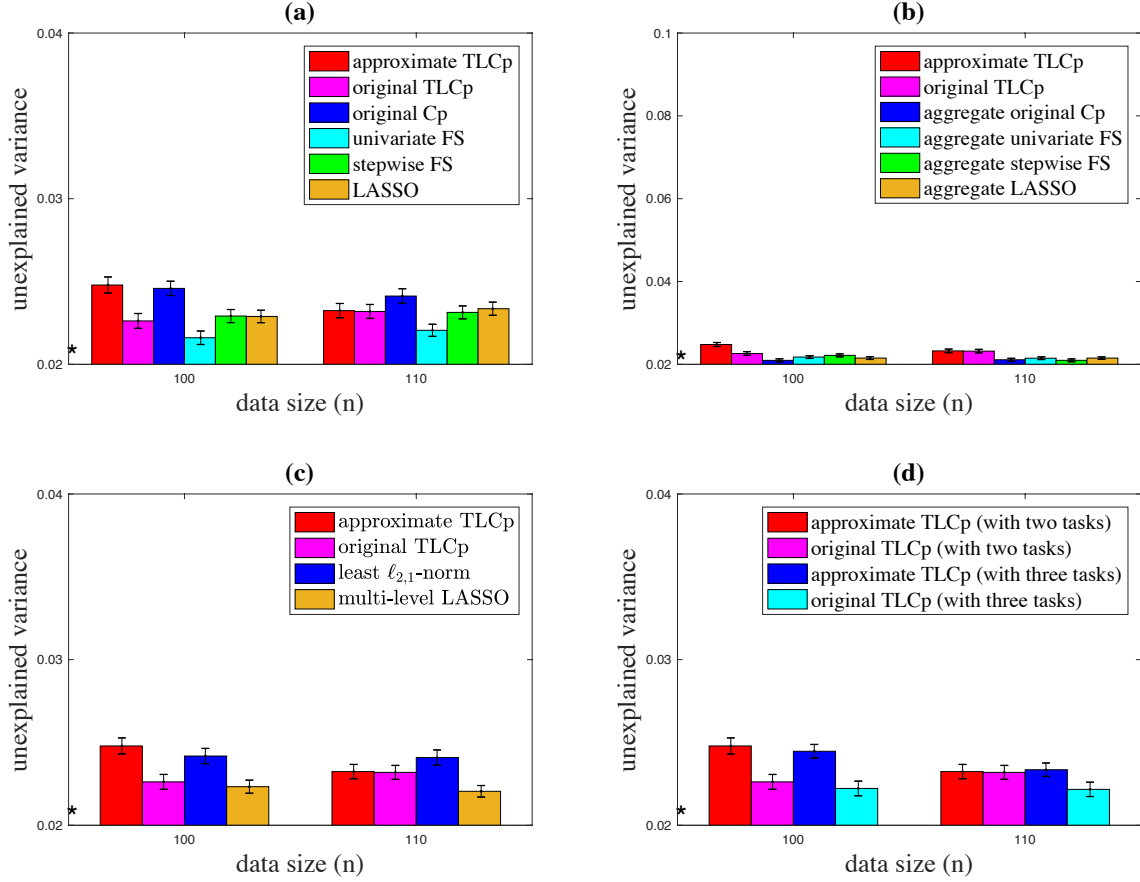 (a)
0.04
0.03
0.02
unexplained variance
approximate TLCp
original TLCp
original Cp
univariate FS
stepwise FS
LASSO
*
100
110
data size (n)
(b)
0.1
0.08
0.06
0.04
0.02
unexplained variance
approximate TLCp
original TLCp
aggregate original Cp
aggregate univariate FS
aggregate stepwise FS
aggregate LASSO
*
100
110
data size (n)
(c)
0.04
0.03
0.02
unexplained variance
approximate TLCp
original TLCp
least ℓ2,1-norm
multi-level LASSO
*
100
110
data size (n)
(d)
0.04
0.03
0.02
unexplained variance
approximate TLCp (with two tasks)
original TLCp (with two tasks)
approximate TLCp (with three tasks)
original TLCp (with three tasks)
*
100
110
data size (n)